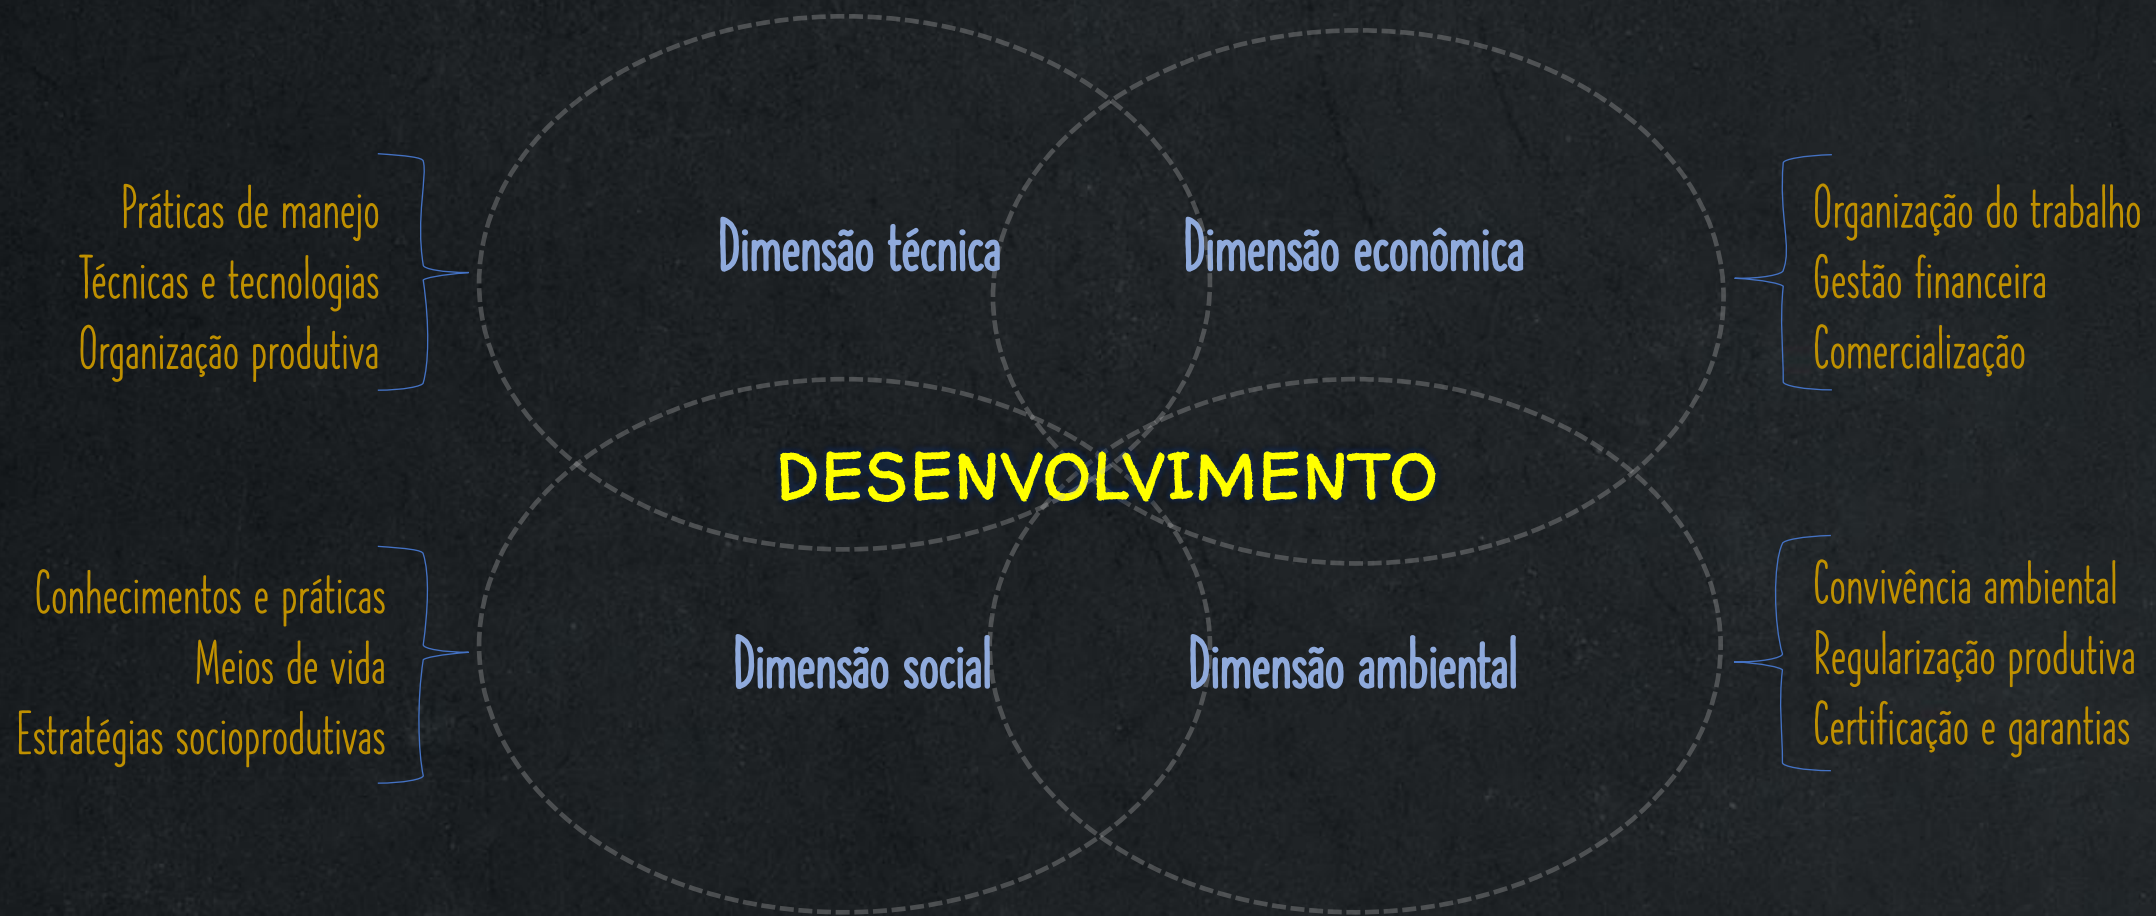 Práticas de manejo
Técnicas e tecnologias
Organização produtiva
Dimensão técnica
Dimensão econômica
Organização do trabalho
Gestão financeira
Comercialização
DESENVOLVIMENTO
Conhecimentos e práticas
Meios de vida
Estratégias socioprodutivas
Dimensão social
Dimensão ambiental
Convivência ambiental
Regularização produtiva
Certificação e garantias